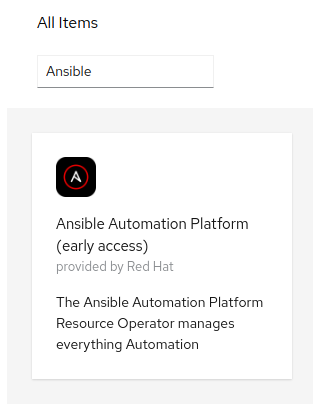 All Items
Ansible
Ansible Automation Platform
(early access)
provided by Red Hat
The Ansible Automation Platform
Resource Operator manages
everything Automation